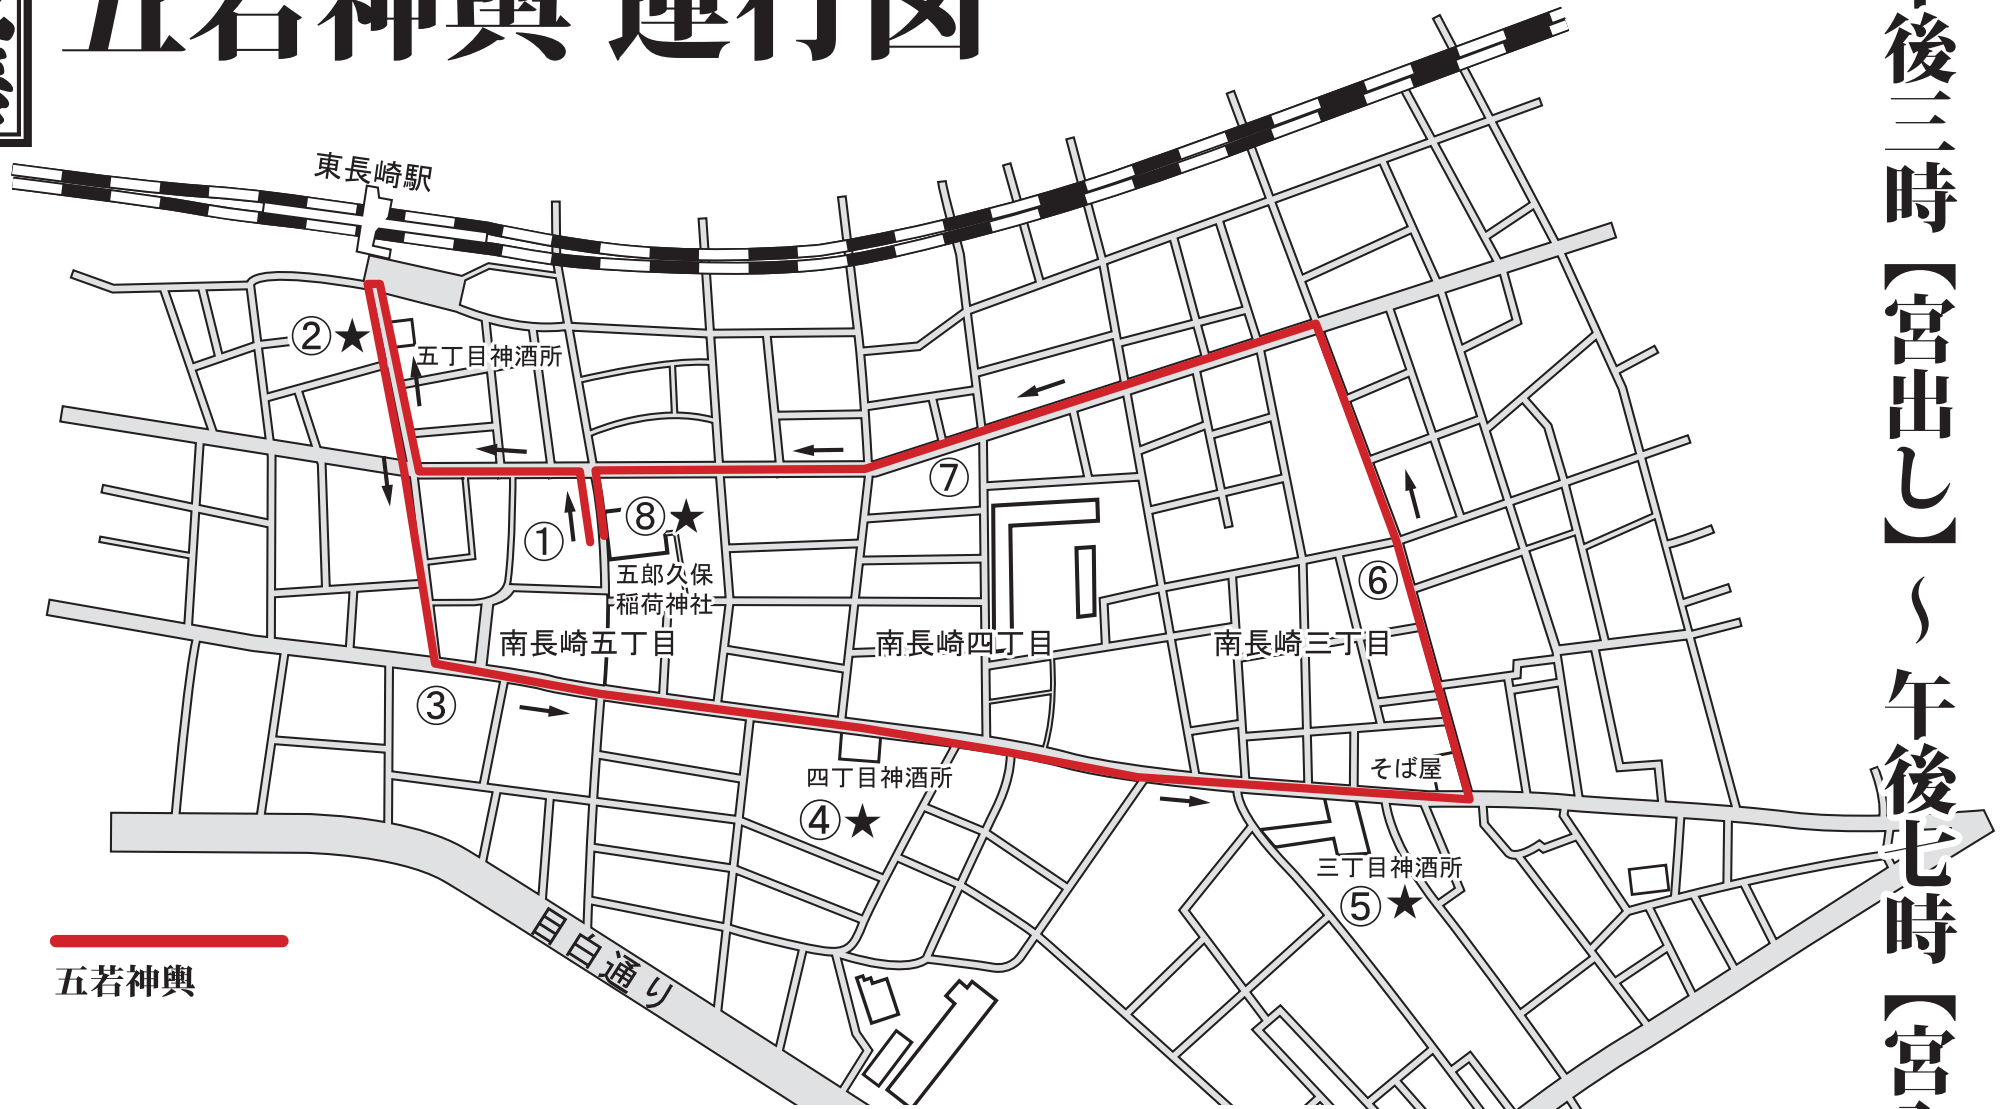 五若神輿 運行図
後三時【宮出し】～午後七時【宮
東長崎駅
②★
五丁目神酒所
⑦
①
⑧★
五郎久保
稲荷神社
⑥
南長崎五丁目
南長崎四丁目
南長崎三丁目
③
そば屋
四丁目神酒所
④★
三丁目神酒所
⑤★
目白通り
五若神輿